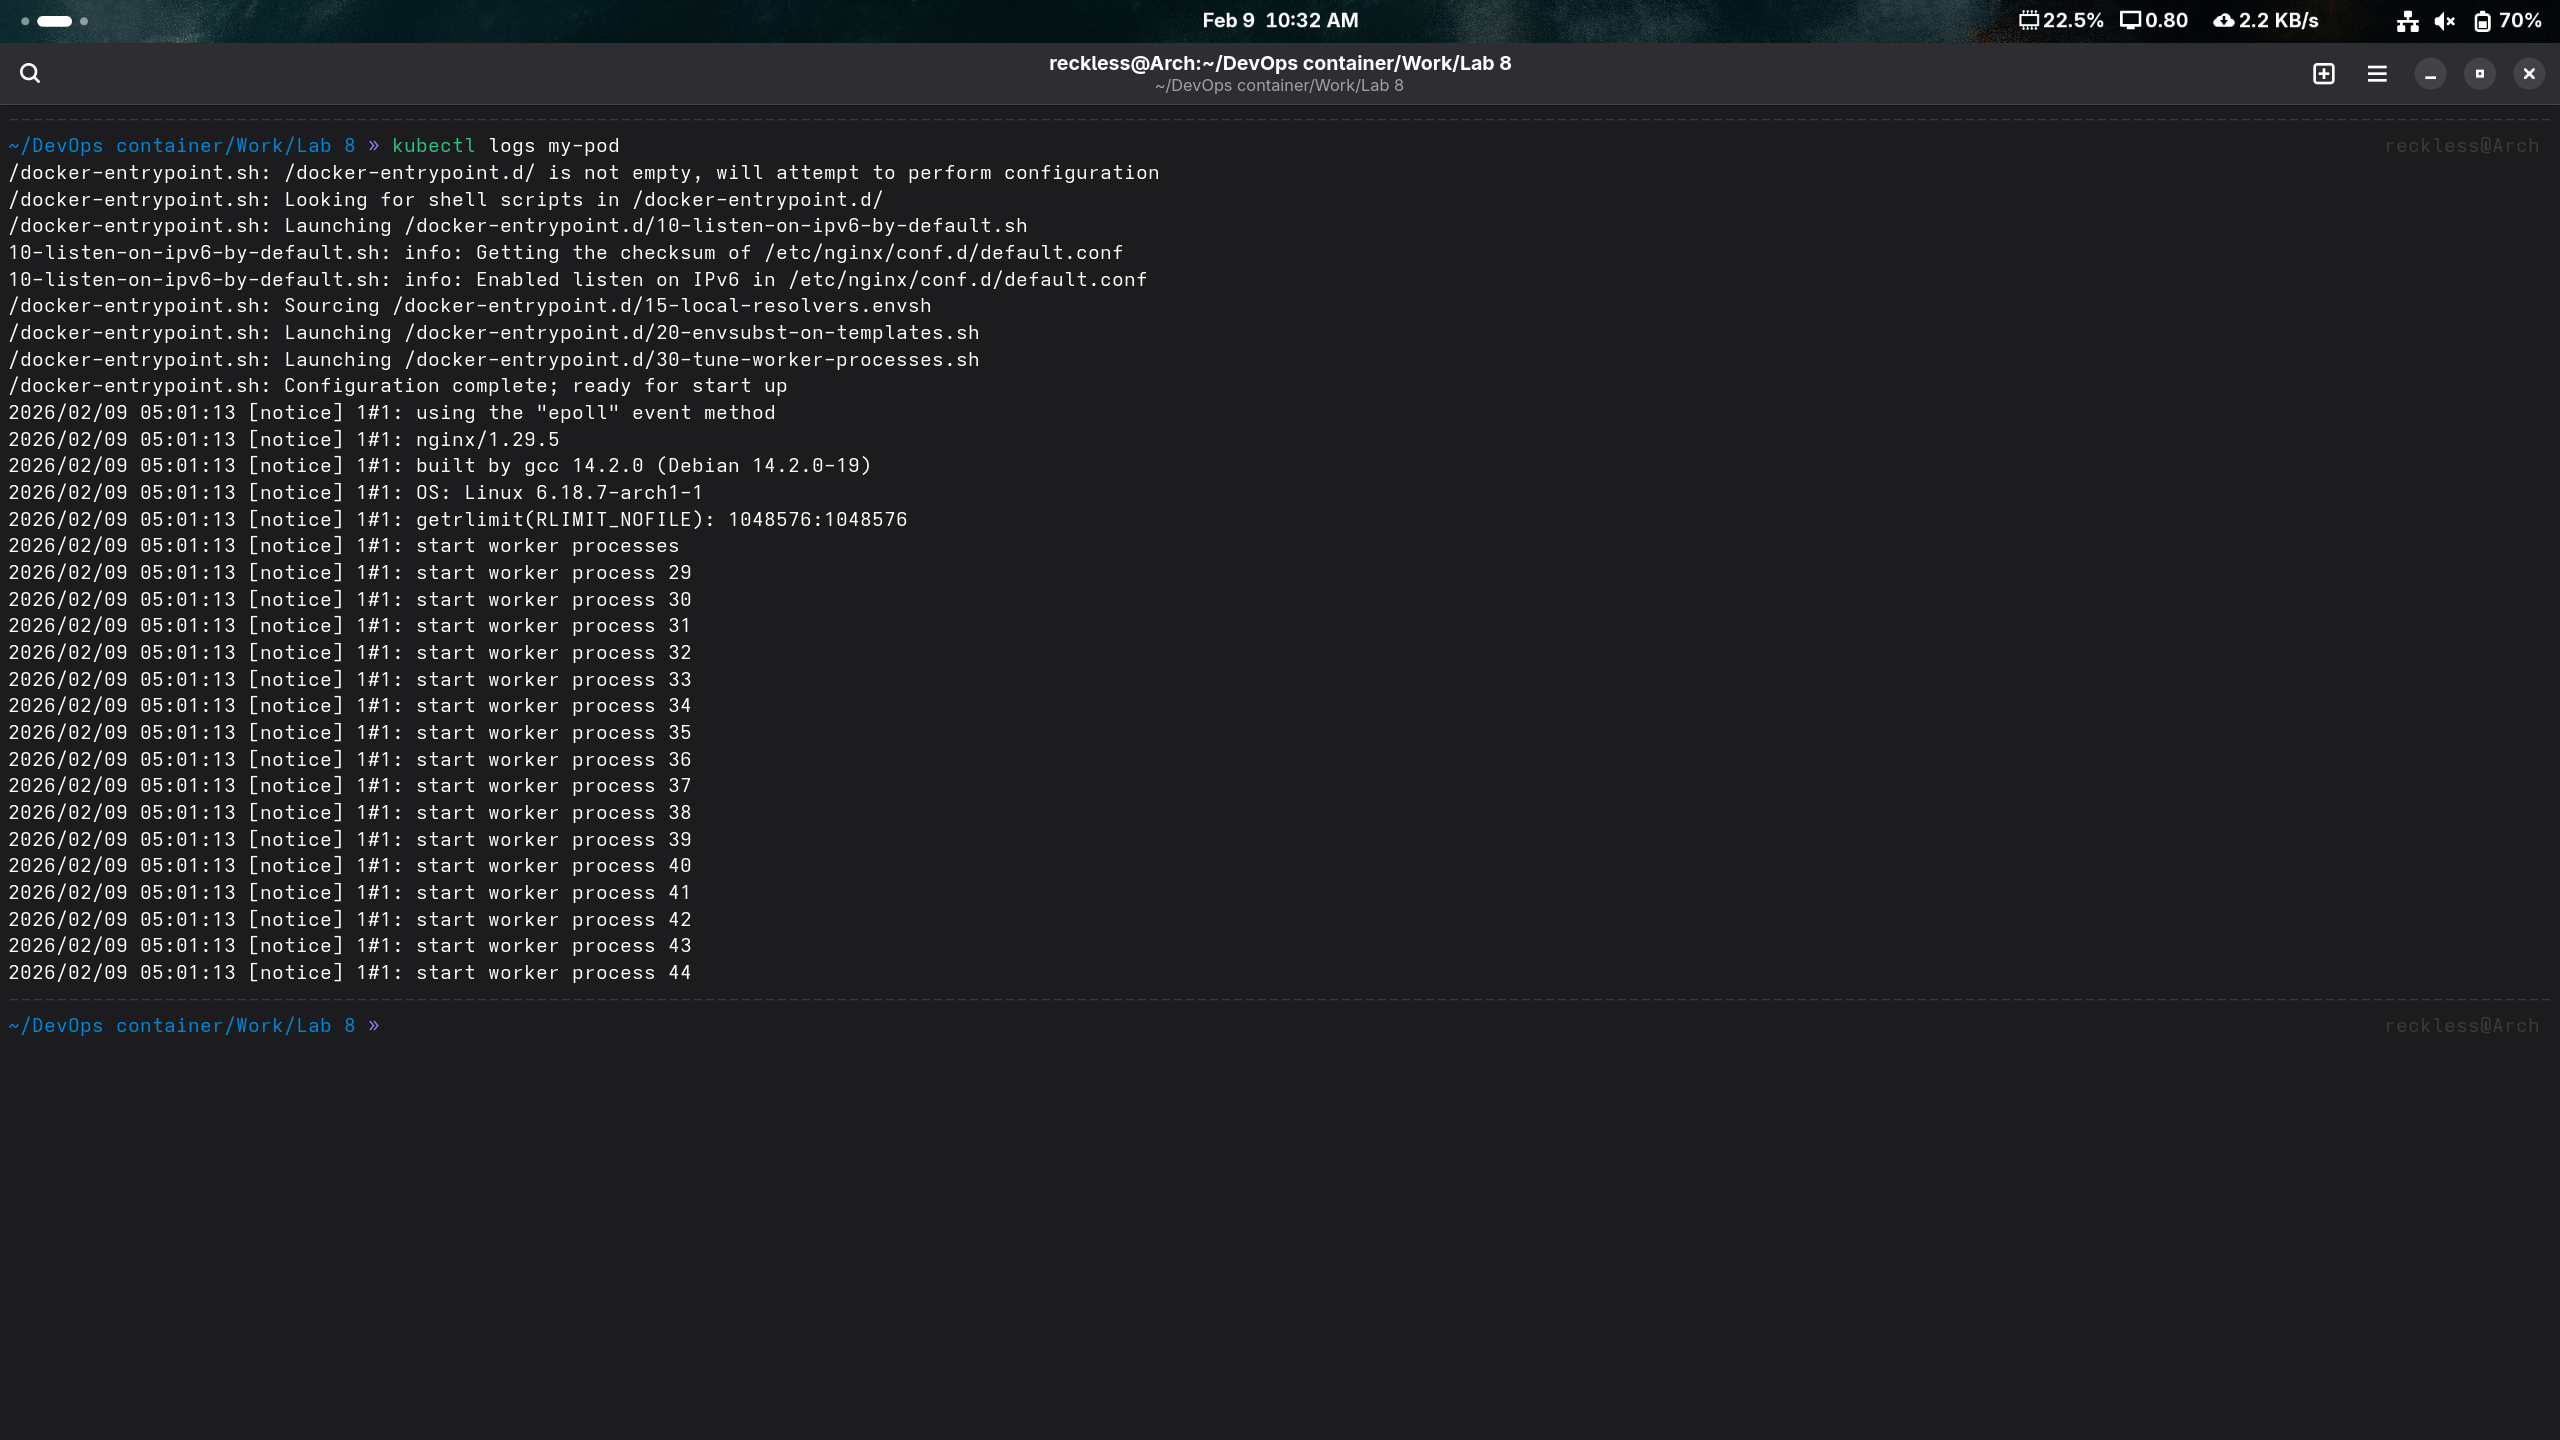 Feb 9 10:32 AM
22.5% 0.80 2.2 KB/s 70%
reckless@Arch:~/DevOps container/Work/Lab 8
~/DevOps container/Work/Lab 8
~/DevOps container/Work/Lab 8 » kubectl logs my-pod reckless@Arch
/docker-entrypoint.sh: /docker-entrypoint.d/ is not empty, will attempt to perform configuration
/docker-entrypoint.sh: Looking for shell scripts in /docker-entrypoint.d/
/docker-entrypoint.sh: Launching /docker-entrypoint.d/10-listen-on-ipv6-by-default.sh
10-listen-on-ipv6-by-default.sh: info: Getting the checksum of /etc/nginx/conf.d/default.conf
10-listen-on-ipv6-by-default.sh: info: Enabled listen on IPv6 in /etc/nginx/conf.d/default.conf
/docker-entrypoint.sh: Sourcing /docker-entrypoint.d/15-local-resolvers.envsh
/docker-entrypoint.sh: Launching /docker-entrypoint.d/20-envsubst-on-templates.sh
/docker-entrypoint.sh: Launching /docker-entrypoint.d/30-tune-worker-processes.sh
/docker-entrypoint.sh: Configuration complete; ready for start up
2026/02/09 05:01:13 [notice] 1#1: using the "epoll" event method
2026/02/09 05:01:13 [notice] 1#1: nginx/1.29.5
2026/02/09 05:01:13 [notice] 1#1: built by gcc 14.2.0 (Debian 14.2.0-19)
2026/02/09 05:01:13 [notice] 1#1: OS: Linux 6.18.7-arch1-1
2026/02/09 05:01:13 [notice] 1#1: getrlimit(RLIMIT_NOFILE): 1048576:1048576
2026/02/09 05:01:13 [notice] 1#1: start worker processes
2026/02/09 05:01:13 [notice] 1#1: start worker process 29
2026/02/09 05:01:13 [notice] 1#1: start worker process 30
2026/02/09 05:01:13 [notice] 1#1: start worker process 31
2026/02/09 05:01:13 [notice] 1#1: start worker process 32
2026/02/09 05:01:13 [notice] 1#1: start worker process 33
2026/02/09 05:01:13 [notice] 1#1: start worker process 34
2026/02/09 05:01:13 [notice] 1#1: start worker process 35
2026/02/09 05:01:13 [notice] 1#1: start worker process 36
2026/02/09 05:01:13 [notice] 1#1: start worker process 37
2026/02/09 05:01:13 [notice] 1#1: start worker process 38
2026/02/09 05:01:13 [notice] 1#1: start worker process 39
2026/02/09 05:01:13 [notice] 1#1: start worker process 40
2026/02/09 05:01:13 [notice] 1#1: start worker process 41
2026/02/09 05:01:13 [notice] 1#1: start worker process 42
2026/02/09 05:01:13 [notice] 1#1: start worker process 43
2026/02/09 05:01:13 [notice] 1#1: start worker process 44
~/DevOps container/Work/Lab 8 » reckless@Arch